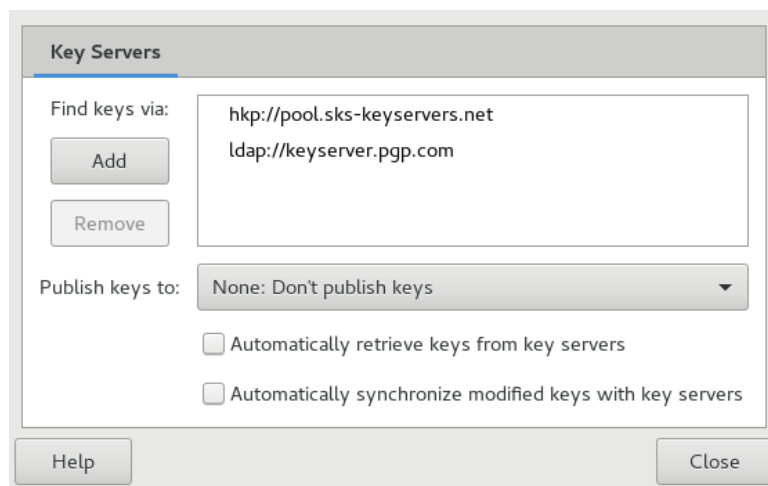 Key Servers
Find keys via:
hkp://pool.sks-keyservers.net
Add
ldap://keyserver.pgp.com
Remove
Publish keys to:
None: Don't publish keys
Automatically retrieve keys from key servers
Automatically synchronize modified keys with key servers
Help
Close